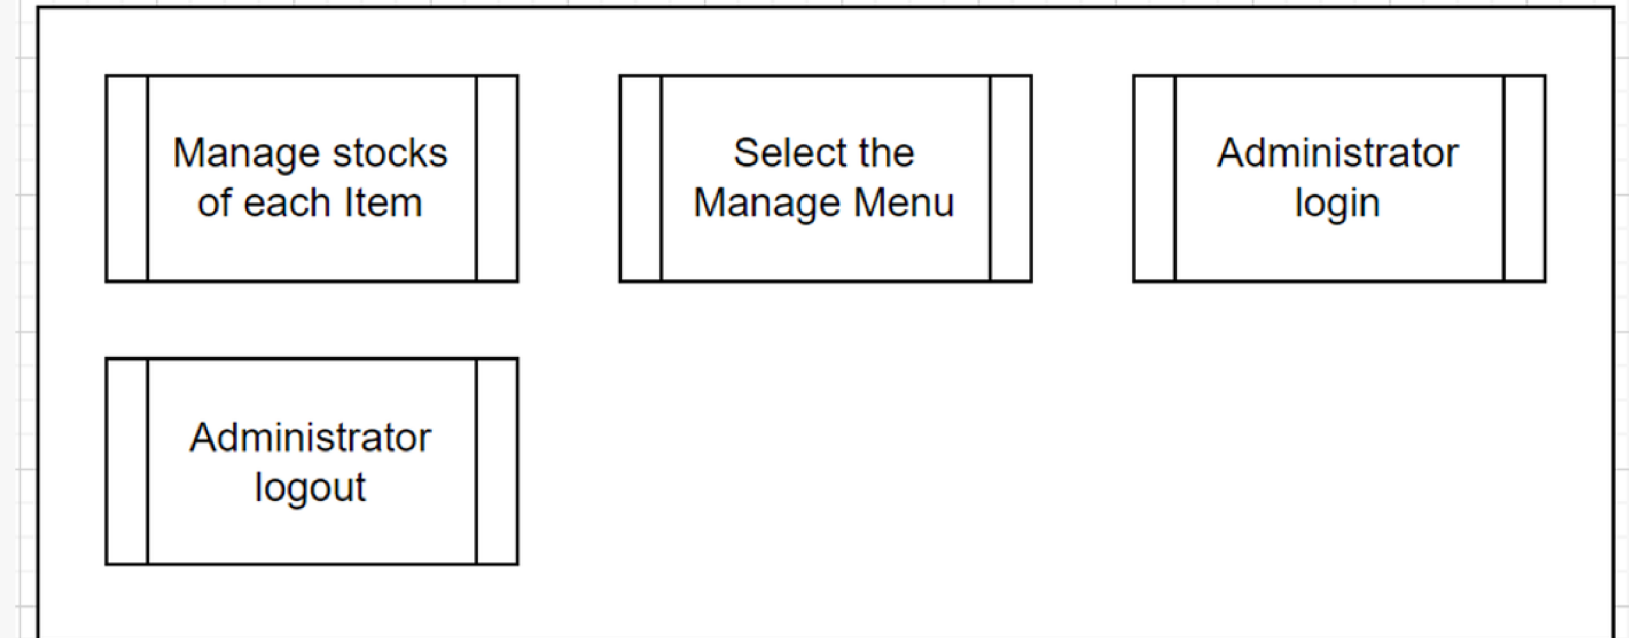 Manage stocks
of each Item
Select the
Manage Menu
Administrator
login
Administrator
logout